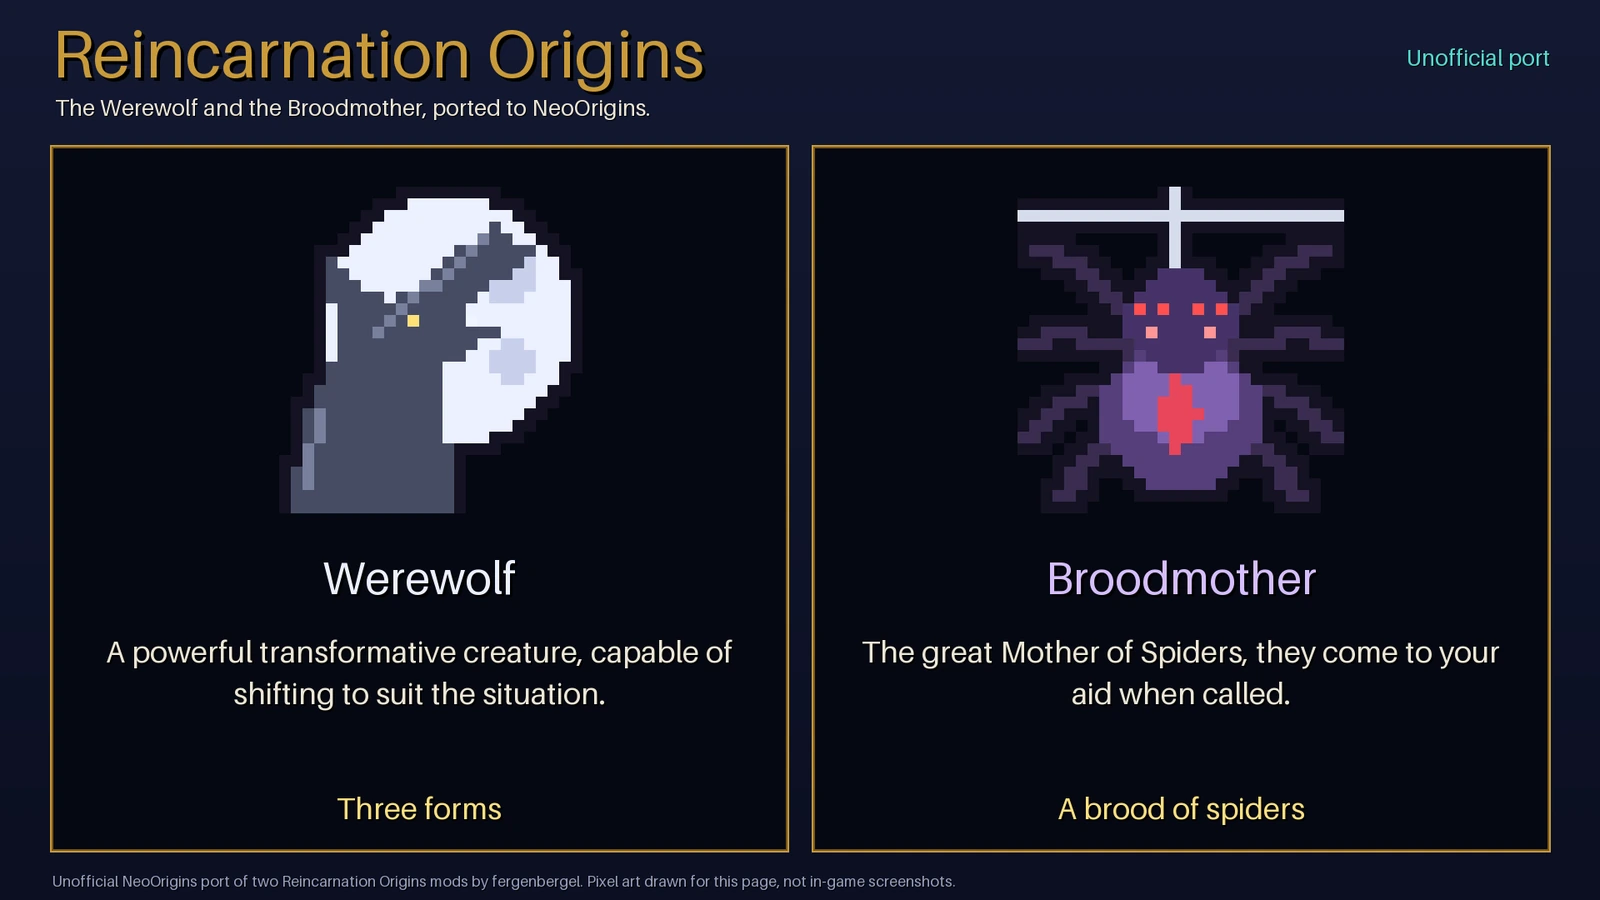 Reincarnation Origins
Unofficial port
The Werewolf and the Broodmother, ported to NeoOrigins.
Werewolf
A powerful transformative creature, capable of
shifting to suit the situation.
Three forms
Broodmother
The great Mother of Spiders, they come to your
aid when called.
A brood of spiders
Unofficial NeoOrigins port of two Reincarnation Origins mods by fergenbergel. Pixel art drawn for this page, not in-game screenshots.